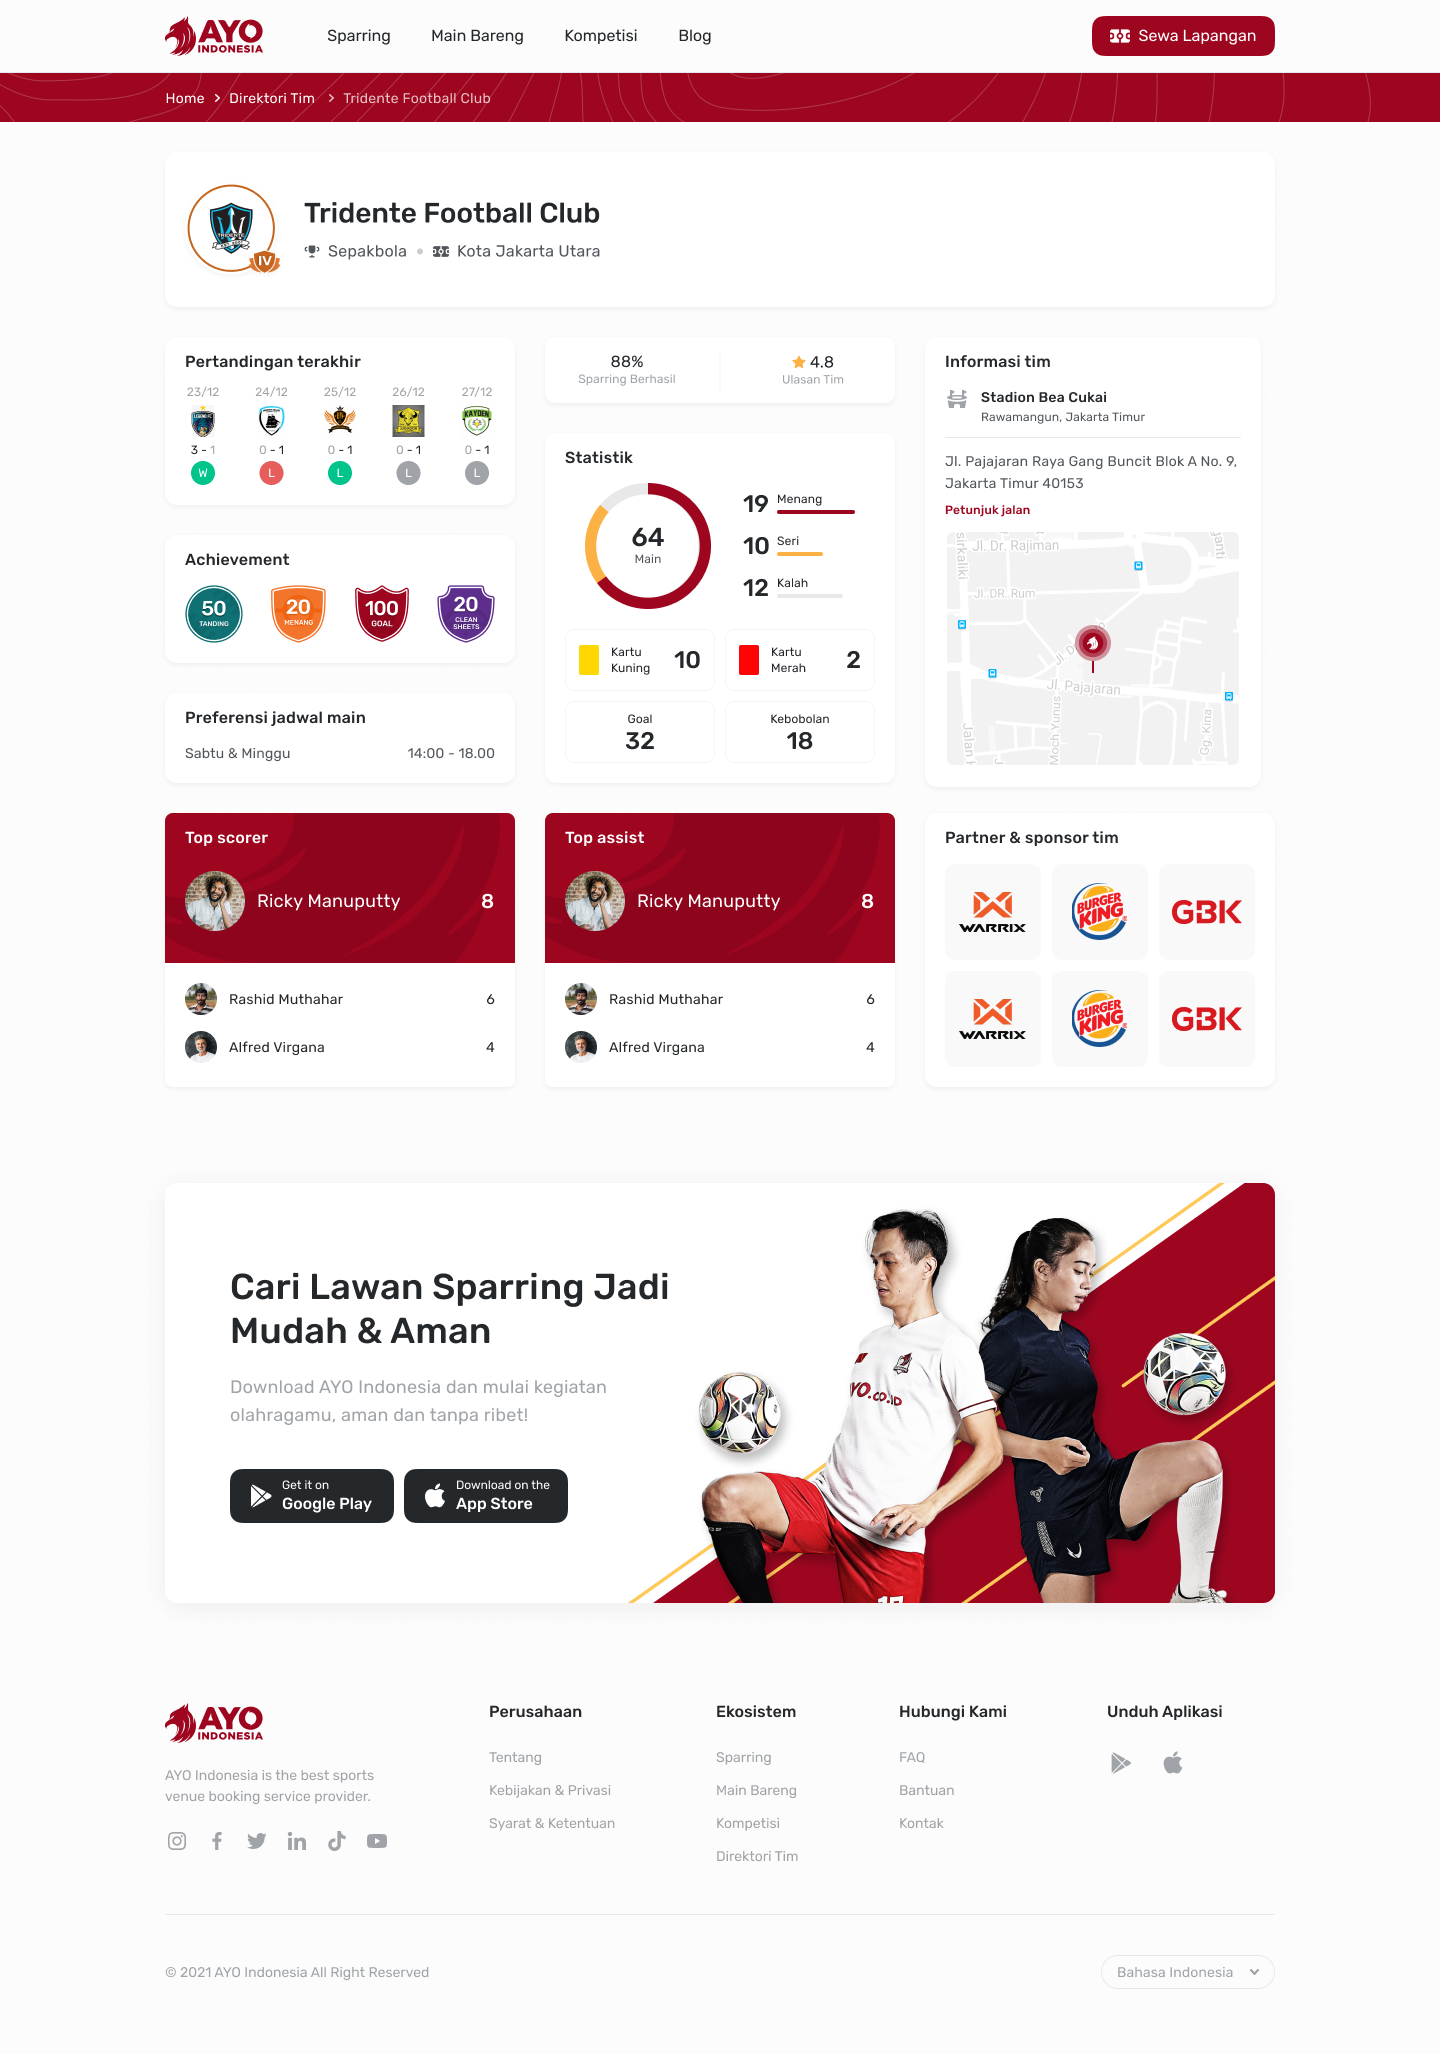 AYO
INDONESIA
Sparring
Main Bareng
Kompetisi
Blog
Sewa Lapangan
Home
Direktori Tim
Tridente Football Club
IV
TRIDENTE
Tridente Football Club
Sepakbola
Kota Jakarta Utara
Pertandingan terakhir
23/12
24/12
25/12
26/12
27/12
KAYDEN
3 - 1
0 - 1
0 - 1
0 - 1
0 - 1
W
L
L
L
L
88%
Sparring Berhasil
4.8
Ulasan Tim
Informasi tim
Stadion Bea Cukai
Rawamangun, Jakarta Timur
Jl. Pajajaran Raya Gang Buncit Blok A No. 9,
Jakarta Timur 40153
Petunjuk jalan
sirkaliki
Jl. Dr. Rajiman
ganti
Jl. DR. Rum
Jl. Pajajaran
Moch Yunus
Gg. Kina
Jalan
Statistik
64
Main
19 Menang
10 Seri
12 Kalah
Kartu
Kuning
10
Kartu
Merah
2
Goal
32
Kebobolan
18
Achievement
50
TANDING
20
MENANG
100
GOAL
20
CLEAN
SHEETS
Preferensi jadwal main
Sabtu & Minggu
14:00 - 18.00
Top scorer
Ricky Manuputty
8
Rashid Muthahar
6
Alfred Virgana
4
Top assist
Ricky Manuputty
8
Rashid Muthahar
6
Alfred Virgana
4
Partner & sponsor tim
WARRIX
BURGER
KING
GBK
WARRIX
BURGER
KING
GBK
Cari Lawan Sparring Jadi
Mudah & Aman
Download AYO Indonesia dan mulai kegiatan
olahragamu, aman dan tanpa ribet!
Get it on
Google Play
Download on the
App Store
AYO.CO.ID
AYO
INDONESIA
AYO Indonesia is the best sports
venue booking service provider.
Perusahaan
Tentang
Kebijakan & Privasi
Syarat & Ketentuan
Ekosistem
Sparring
Main Bareng
Kompetisi
Direktori Tim
Hubungi Kami
FAQ
Bantuan
Kontak
Unduh Aplikasi
© 2021 AYO Indonesia All Right Reserved
Bahasa Indonesia